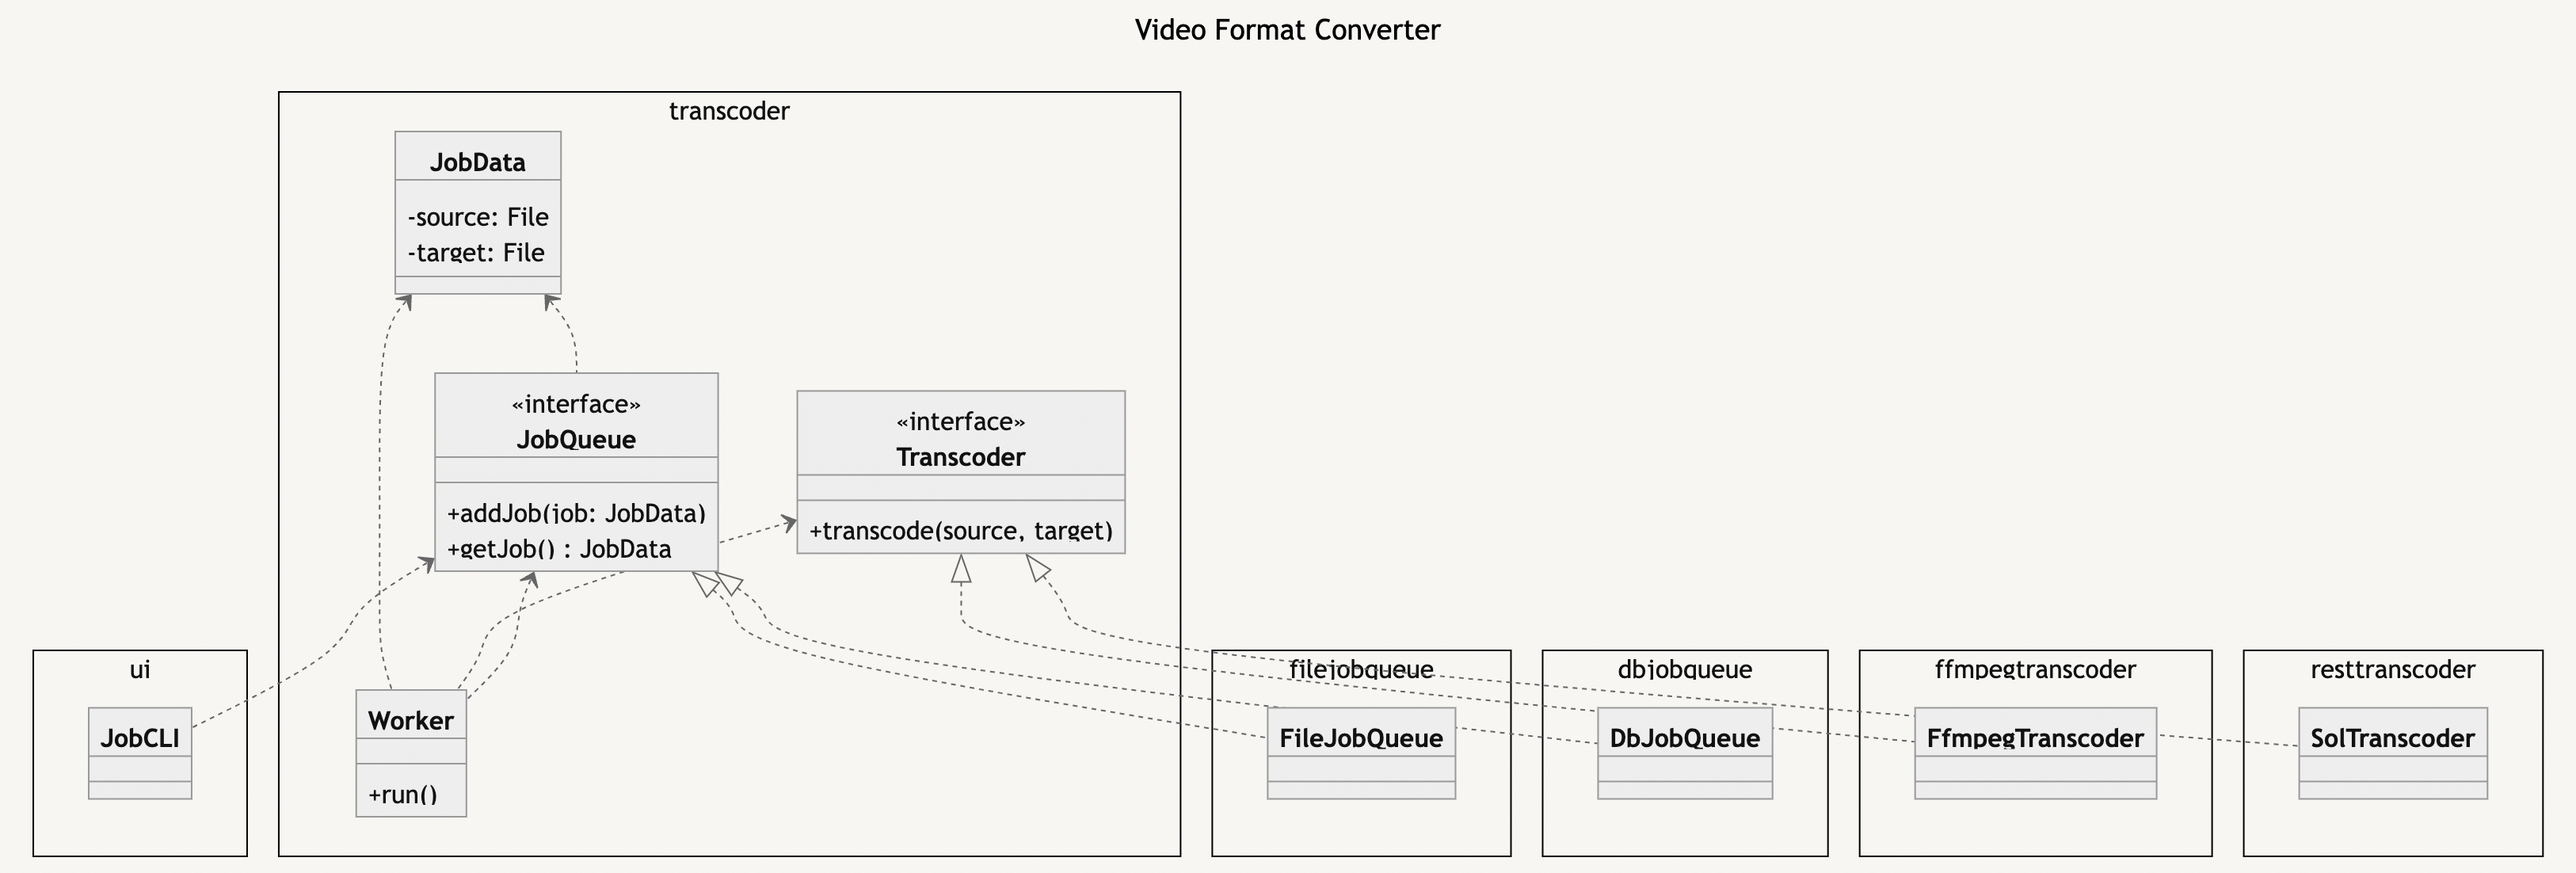 Video Format Converter
transcoder
JobData
-source: File
-target: File
«interface»
JobQueue
+addJob(job: JobData)
+getJob() : JobData
«interface»
Transcoder
+transcode(source, target)
ui
JobCLI
Worker
+run()
filejobqueue
FileJobQueue
dbjobqueue
DbJobQueue
ffmpegtranscoder
FfmpegTranscoder
resttranscoder
SolTranscoder